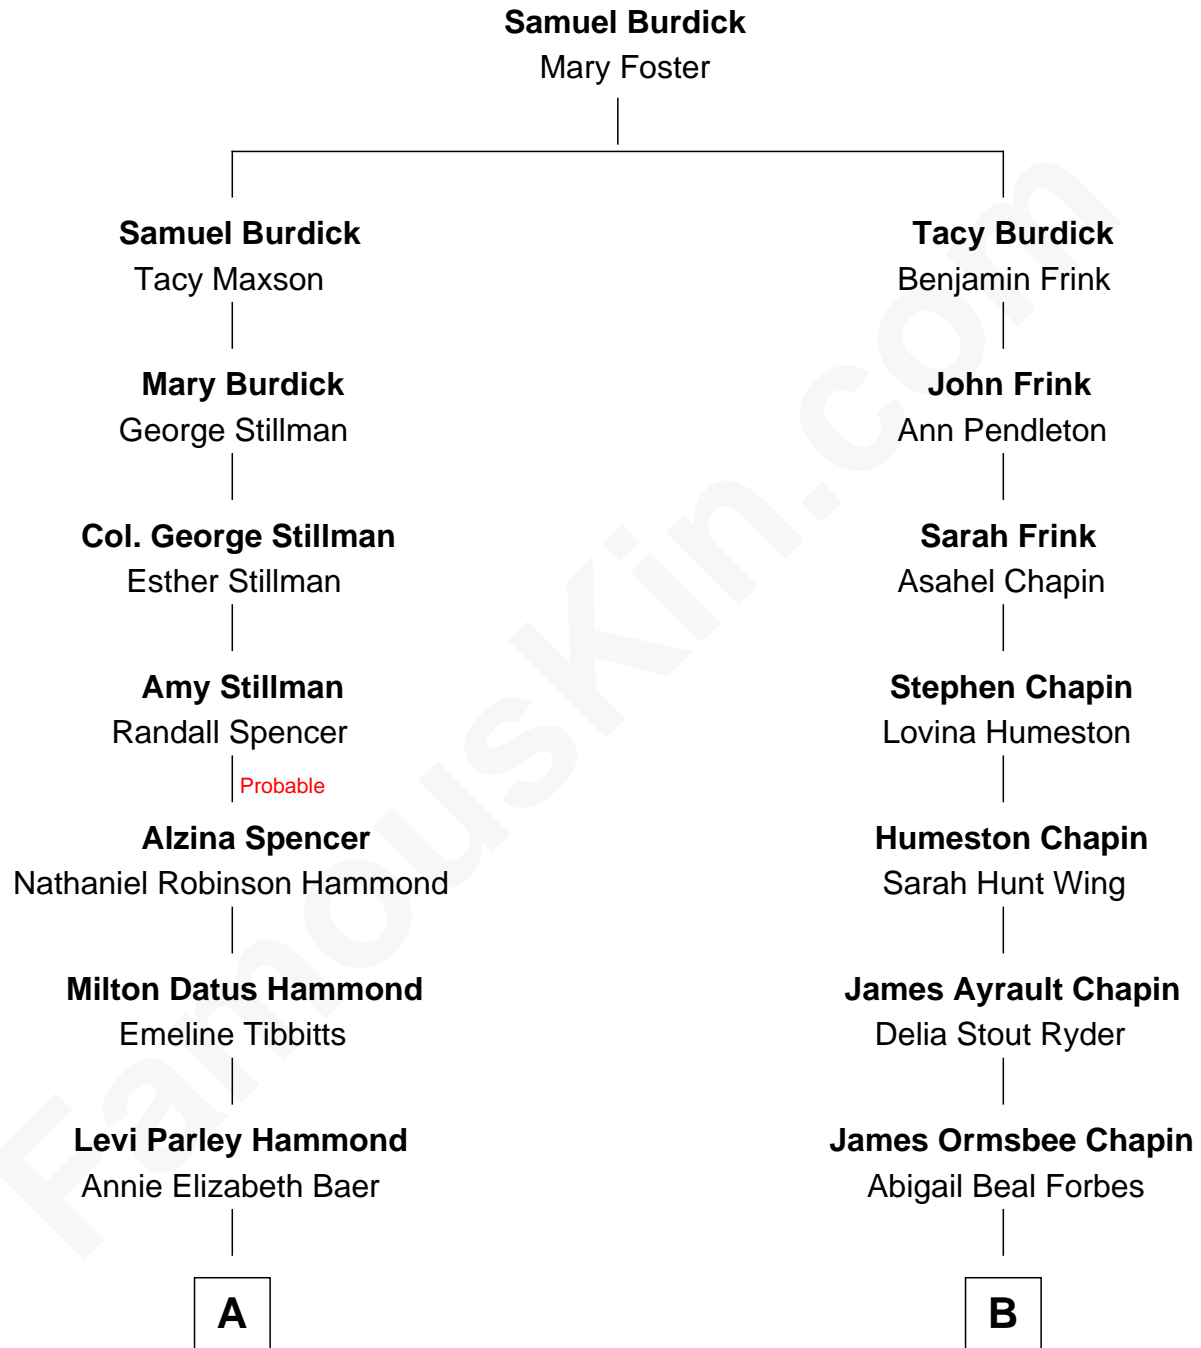 Samuel Burdick
Mary Foster
Samuel Burdick
Tacy Maxson
Mary Burdick
George Stillman
Col. George Stillman
Esther Stillman
Amy Stillman
Randall Spencer
Probable
Alzina Spencer
Nathaniel Robinson Hammond
Milton Datus Hammond
Emeline Tibbitts
Levi Parley Hammond
Annie Elizabeth Baer
A
Tacy Burdick
Benjamin Frink
John Frink
Ann Pendleton
Sarah Frink
Asahel Chapin
Stephen Chapin
Lovina Humeston
Humeston Chapin
Sarah Hunt Wing
James Ayrault Chapin
Delia Stout Ryder
James Ormsbee Chapin
Abigail Beal Forbes
B
FamousKin.com